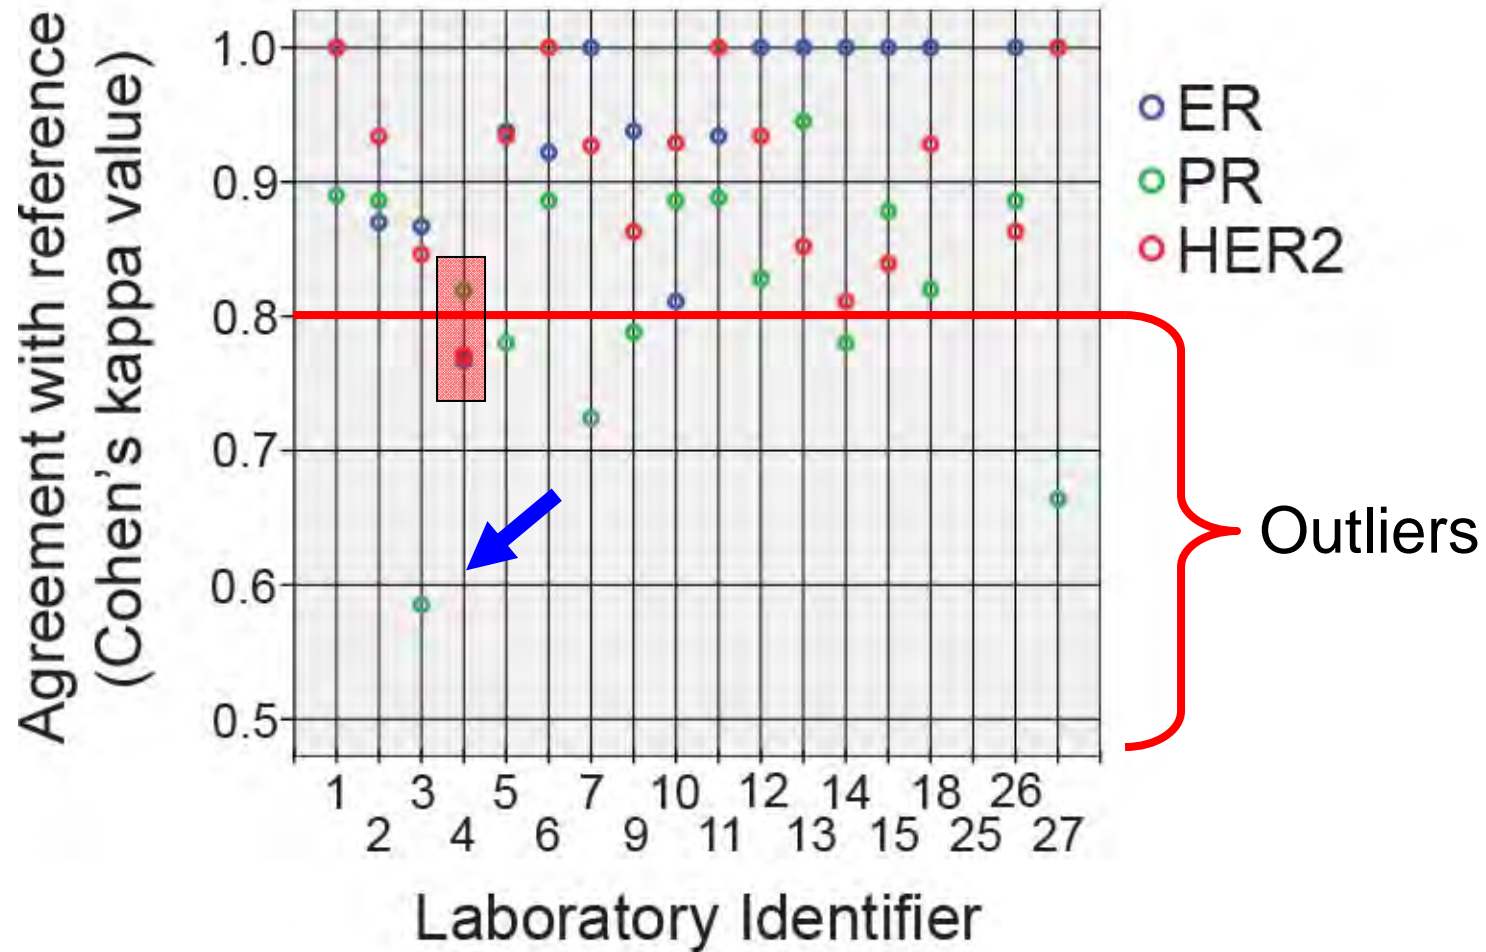 Agreement with reference
(Cohen's kappa value)
1.0
0.9
0.8
0.7
0.6
0.5
1 3 5 7 10 12 14 18 26
2 4 6 9 11 13 15 25 27
Laboratory Identifier
ER
PR
HER2
Outliers